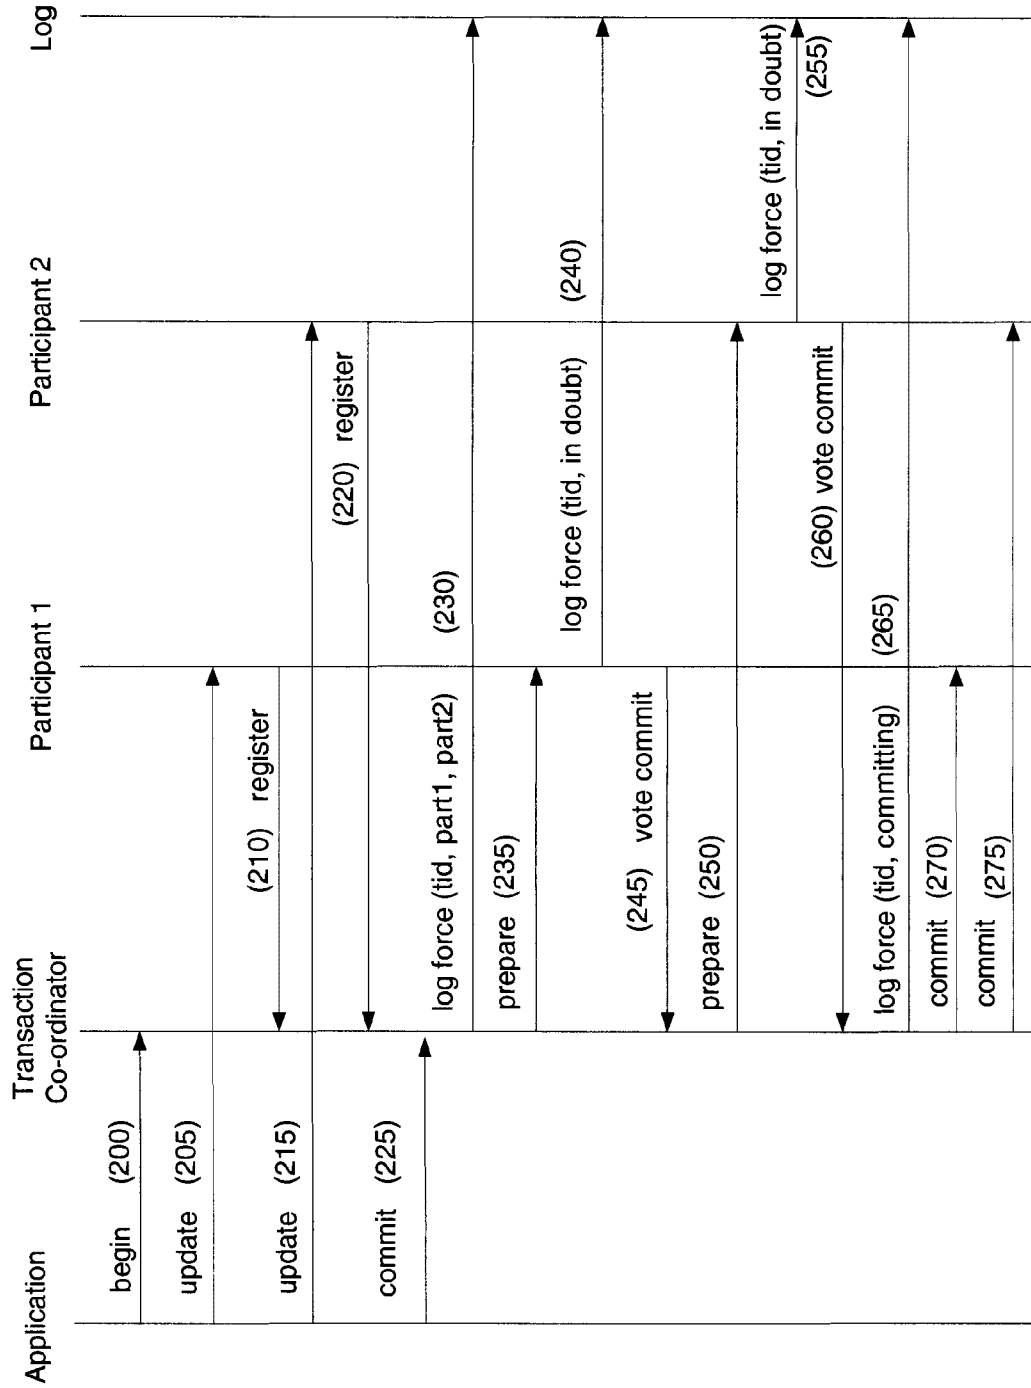 Application
Transaction
Co-ordinator
Participant 1
Participant 2
Log
begin (200)
update (205)
(210) register
update (215)
(220) register
commit (225)
log force (tid, part1, part2)
(230)
prepare (235)
log force (tid, in doubt)
(240)
(245) vote commit
prepare (250)
log force (tid, in doubt)
(255)
(260) vote commit
log force (tid, committing)
(265)
commit (270)
commit (275)